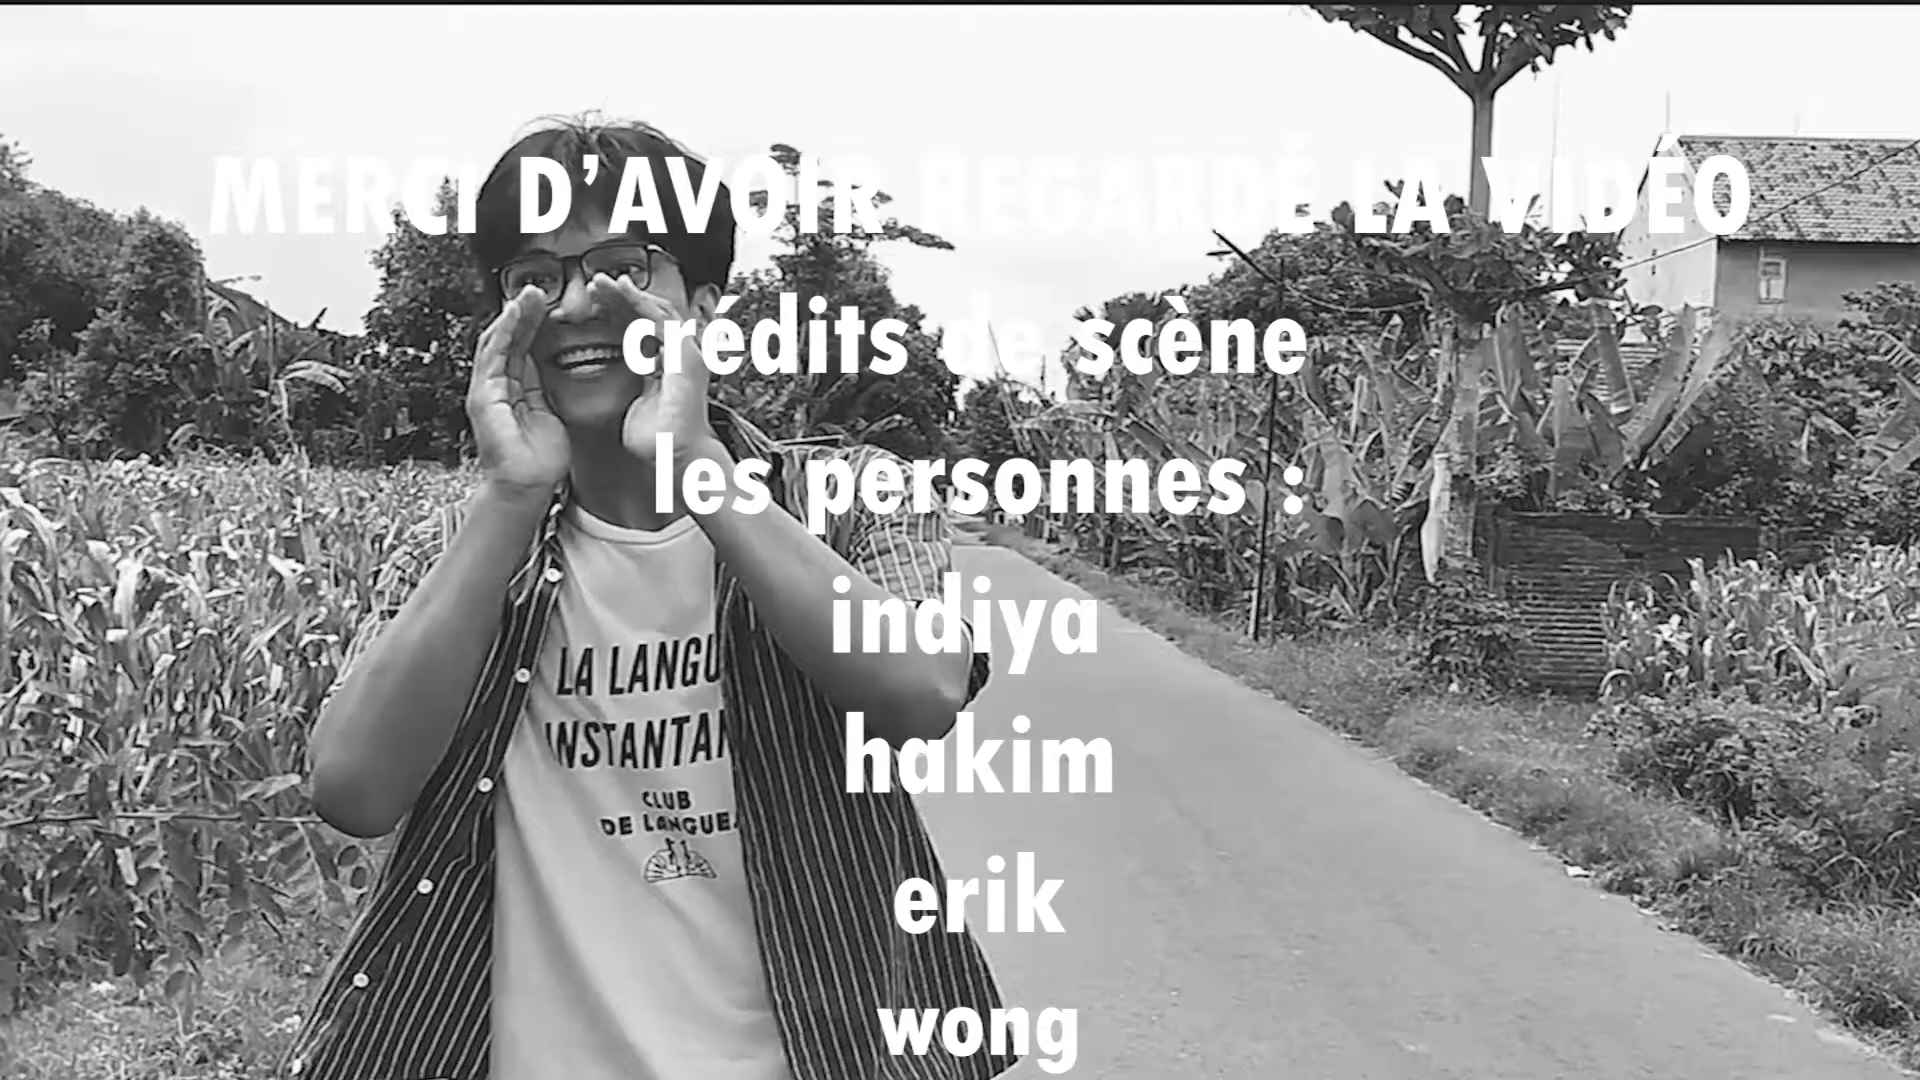 MERCI D’AVOIR REGARDÉ LA VIDÉO
crédits de scène
les personnes :
indiya
hakim
erik
wong
LA LANGU
INSTANTAN
CLUB
DE LANGUE